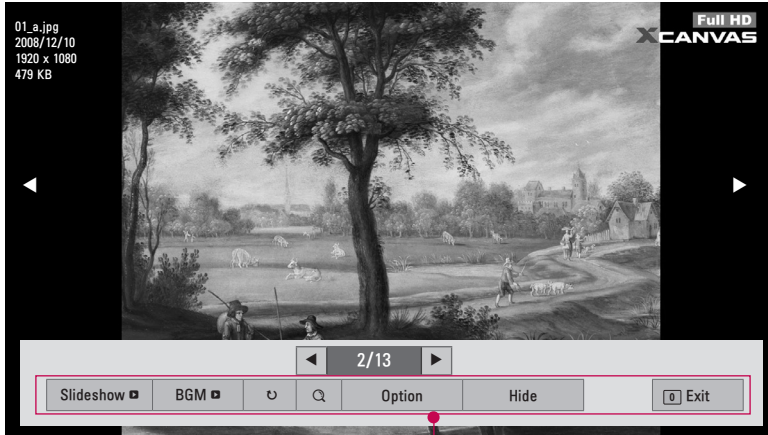 01_a.jpg
2008/12/10
1920 x 1080
479 KB
Full HD
XCANVAS
2/13
Slideshow BGM Option Hide 0 Exit